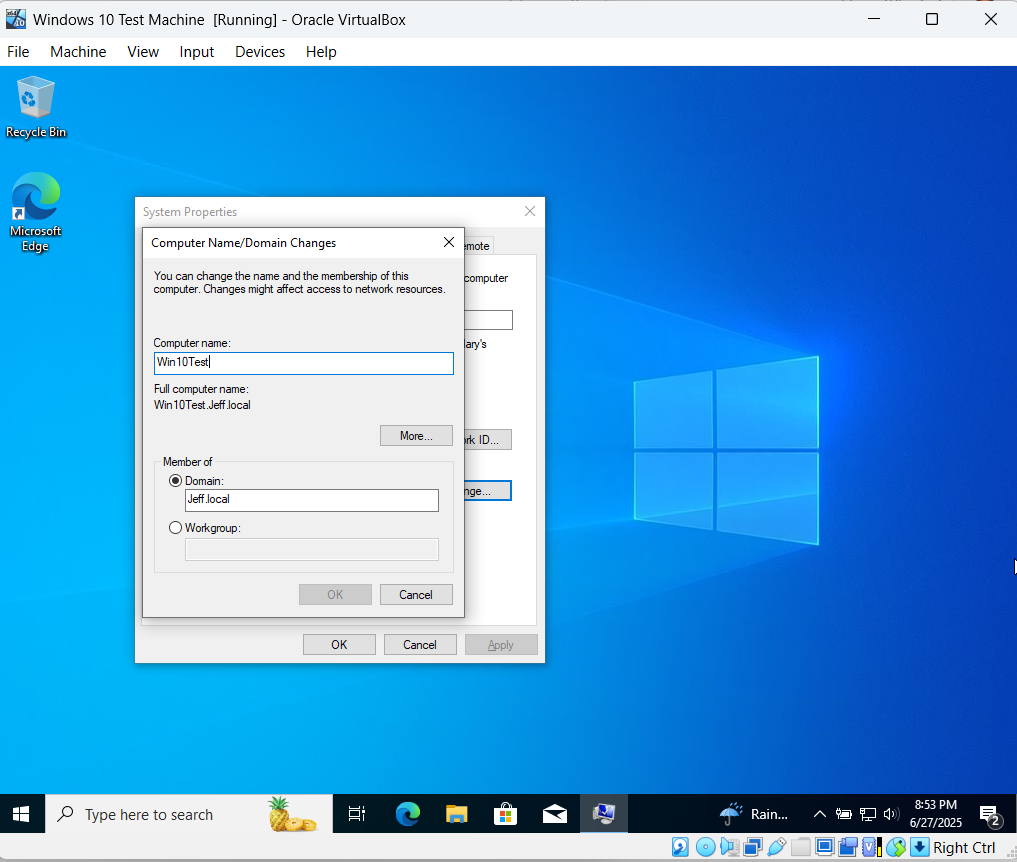 Windows 10 Test Machine [Running] - Oracle VirtualBox
File Machine View Input Devices Help
Recycle Bin
Microsoft
Edge
System Properties
Computer Name/Domain Changes
emote
You can change the name and the membership of this
computer. Changes might affect access to network resources.
computer
lary's
Computer name:
Win10Test
Full computer name:
Win10Test.Jeff.local
More...
rk ID...
Member of
Domain:
Jeff.local
nge...
Workgroup:
OK Cancel
OK Cancel Apply
Type here to search
Rain...
8:53 PM
6/27/2025
2
Right Ctrl